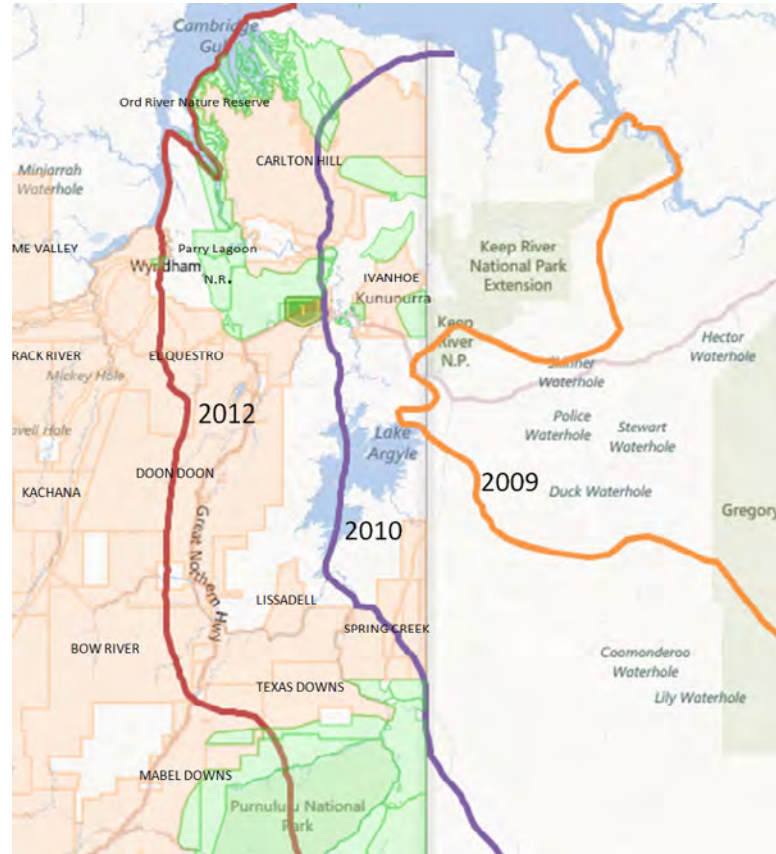 Cambridge
Gul
Ord River Nature Reserve
CARLTON HILL
Minjarrah
Waterhole
ME VALLEY
Parry Lagoon
Wyndham
N.R.
IVANHOE
Kununurra
Keep River
National Park
Extension
Keep
River
N.P.
Hector
Waterhole
RACK RIVER
EL QUESTRO
Mickey Hole
Skinner
Waterhole
2012
Police
Waterhole
Stewart
Waterhole
avell Hole
Lake
Argyle
DOON DOON
2009
KACHANA
Duck Waterhole
Gregory
Great Northern Hwy
2010
LISSADELL
SPRING CREEK
BOW RIVER
Coomonderoo
Waterhole
Lily Waterhole
TEXAS DOWNS
MABEL DOWNS
Purnululu National
Park